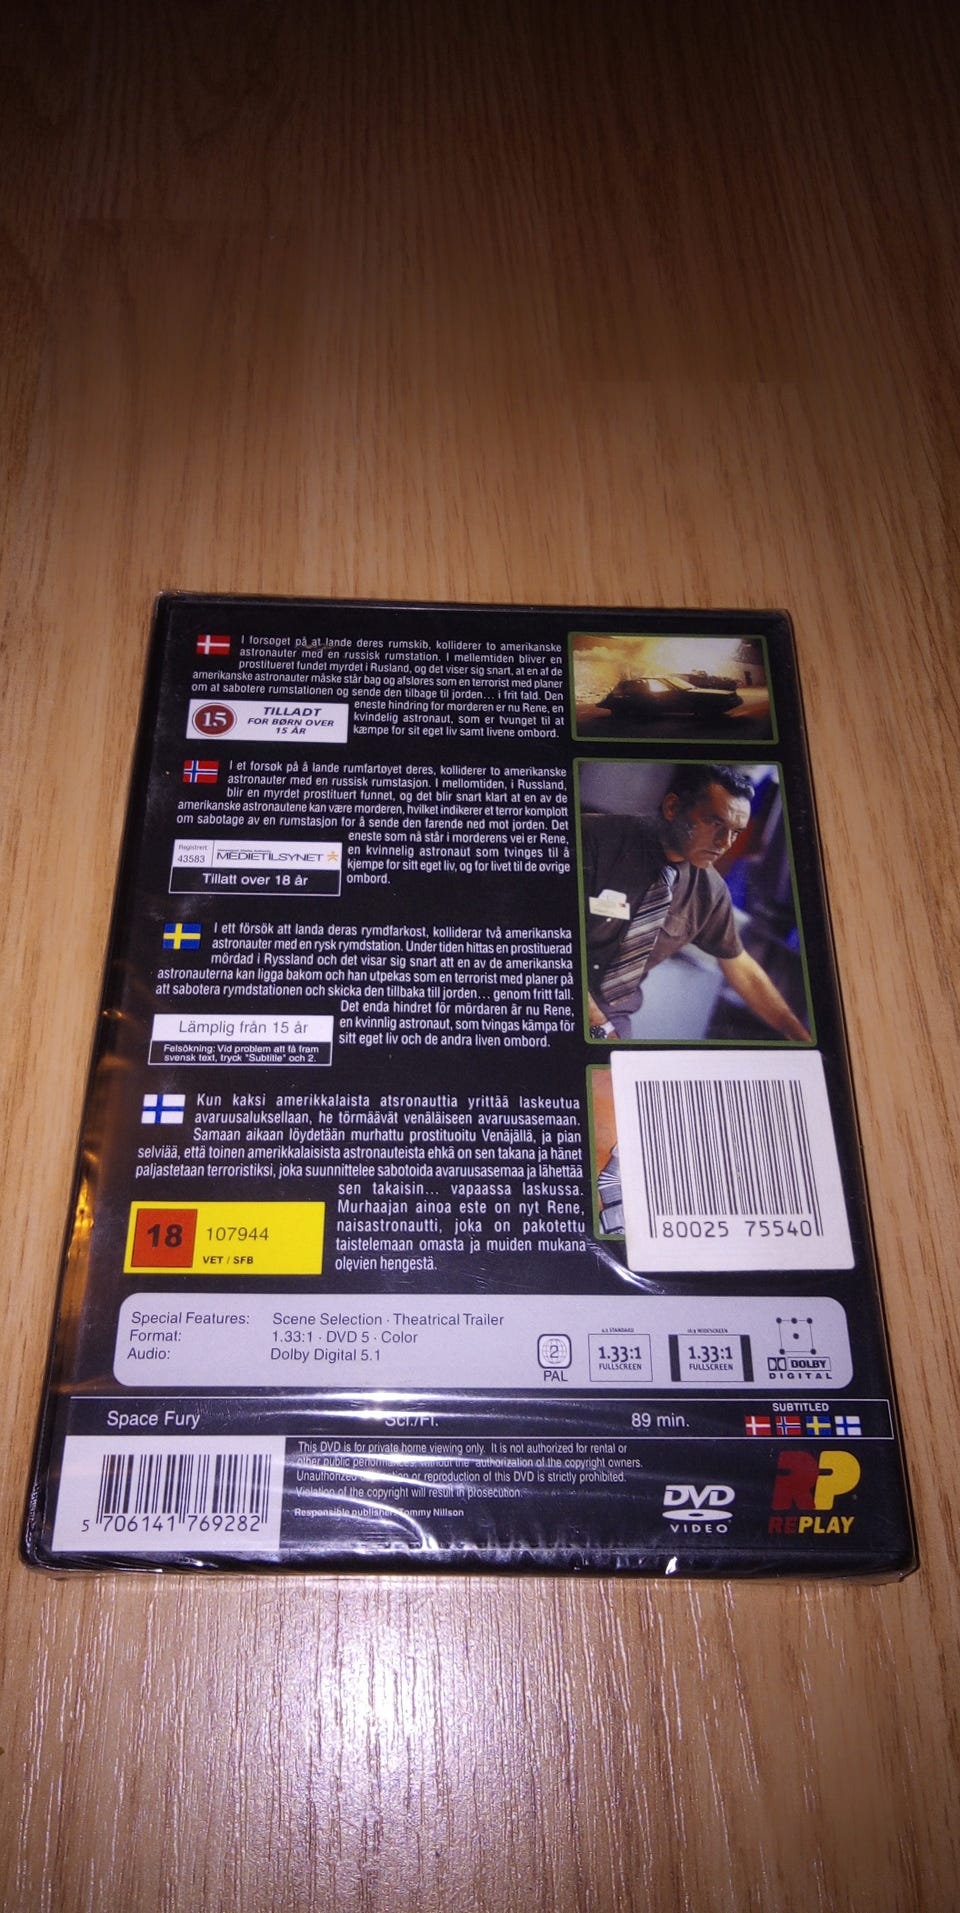 I forsøget på at lande deres rumskib, kolliderer to amerikanske
astronauter med en russisk rumstation. I mellemtiden bliver en
prostitueret fundet myrdet i Rusland, og det viser sig snart, at en af de
amerikanske astronauter måske står bag og afsløres som en terrorist med planer
om at sabotere rumstationen og sende den tilbage til jorden... i frit fald. Den
eneste hindring for morderen er nu Rene, en
kvindelig astronaut, som er tvunget til at
kæmpe for sit eget liv samt livene ombord.
15
TILLADT
FOR BØRN OVER
15 ÅR
I et forsøk på å lande rumfartøyet deres, kolliderer to amerikanske
astronauter med en russisk rumstasjon. I mellomtiden, i Russland,
blir en myrdet prostituert funnet, og det blir snart klart at en av de
amerikanske astronautene kan være morderen, hvilket indikerer et terror komplott
om sabotage av en rumstasjon for å sende den farende ned mot jorden. Det
eneste som nå står i morderens vei er Rene,
en kvinnelig astronaut som tvinges til å
kjempe for sitt eget liv, og for livet til de øvrige
ombord.
Registrert
43583
MEDIETILSYNET
Tillatt over 18 år
I ett försök att landa deras rymdfarkost, kolliderar två amerikanska
astronauter med en rysk rymdstation. Under tiden hittas en prostituerad
mördad i Ryssland och det visar sig snart att en av de amerikanska
astronauterna kan ligga bakom och han utpekas som en terrorist med planer på
att sabotera rymdstationen och skicka den tillbaka till jorden... genom fritt fall.
Det enda hindret för mördaren är nu Rene,
en kvinnlig astronaut, som tvingas kämpa för
sitt eget liv och de andra liven ombord.
Lämplig från 15 år
Felsökning: Vid problem att få fram
svensk text, tryck "Subtitle" och 2.
Kun kaksi amerikkalaista atsronauttia yrittää laskeutua
avaruusaluksellaan, he törmäävät venäläiseen avaruusasemaan.
Samaan aikaan löydetään murhattu prostituoitu Venäjällä, ja pian
selviää, että toinen amerikkalaisista astronauteista ehkä on sen takana ja hänet
paljastetaan terroristiksi, joka suunnittelee sabotoida avaruusasemaa ja lähettää
sen takaisin... vapaassa laskussa.
Murhaajan ainoa este on nyt Rene,
naisastronautti, joka on pakotettu
taistelemaan omasta ja muiden mukana
olevien hengestä.
18
107944
VET / SFB
80025 75540
Special Features: Scene Selection · Theatrical Trailer
Format: 1.33:1 · DVD 5 · Color
Audio: Dolby Digital 5.1
2
PAL
4:3 STANDARD
1.33:1
FULLSCREEN
16:9 WIDESCREEN
1.33:1
FULLSCREEN
DOLBY
DIGITAL
Space Fury Sci./Fi. 89 min.
SUBTITLED
5 706141 769282
This DVD is for private home viewing only. It is not authorized for rental or
other public performances, without the authorization of the copyright owners.
Unauthorized or reproduction of this DVD is strictly prohibited.
Violation of the copyright will result in prosecution.
Responsible publisher: Tommy Nillson
DVD
VIDEO
RP
REPLAY